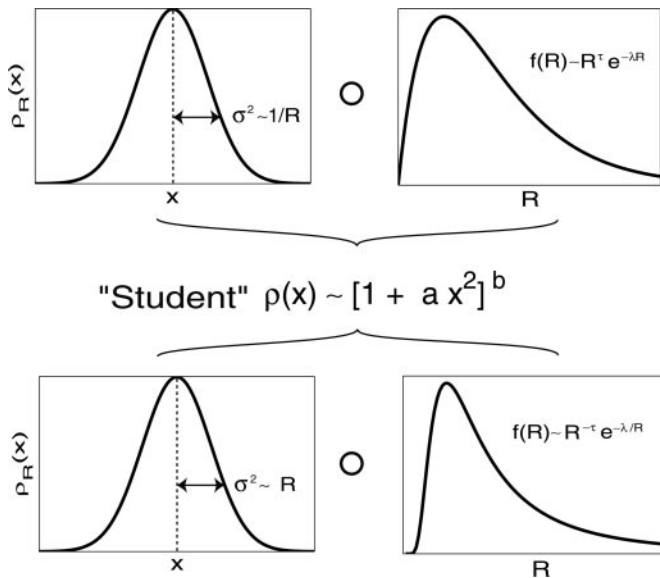 ρR(x)
σ² ~1/R
x
f(R) ~ R^τ e^-λR
R
"Student" ρ(x) ~ [1 + a x²]^b
ρR(x)
σ² ~ R
x
f(R) ~ R^-τ e^-λ/R
R